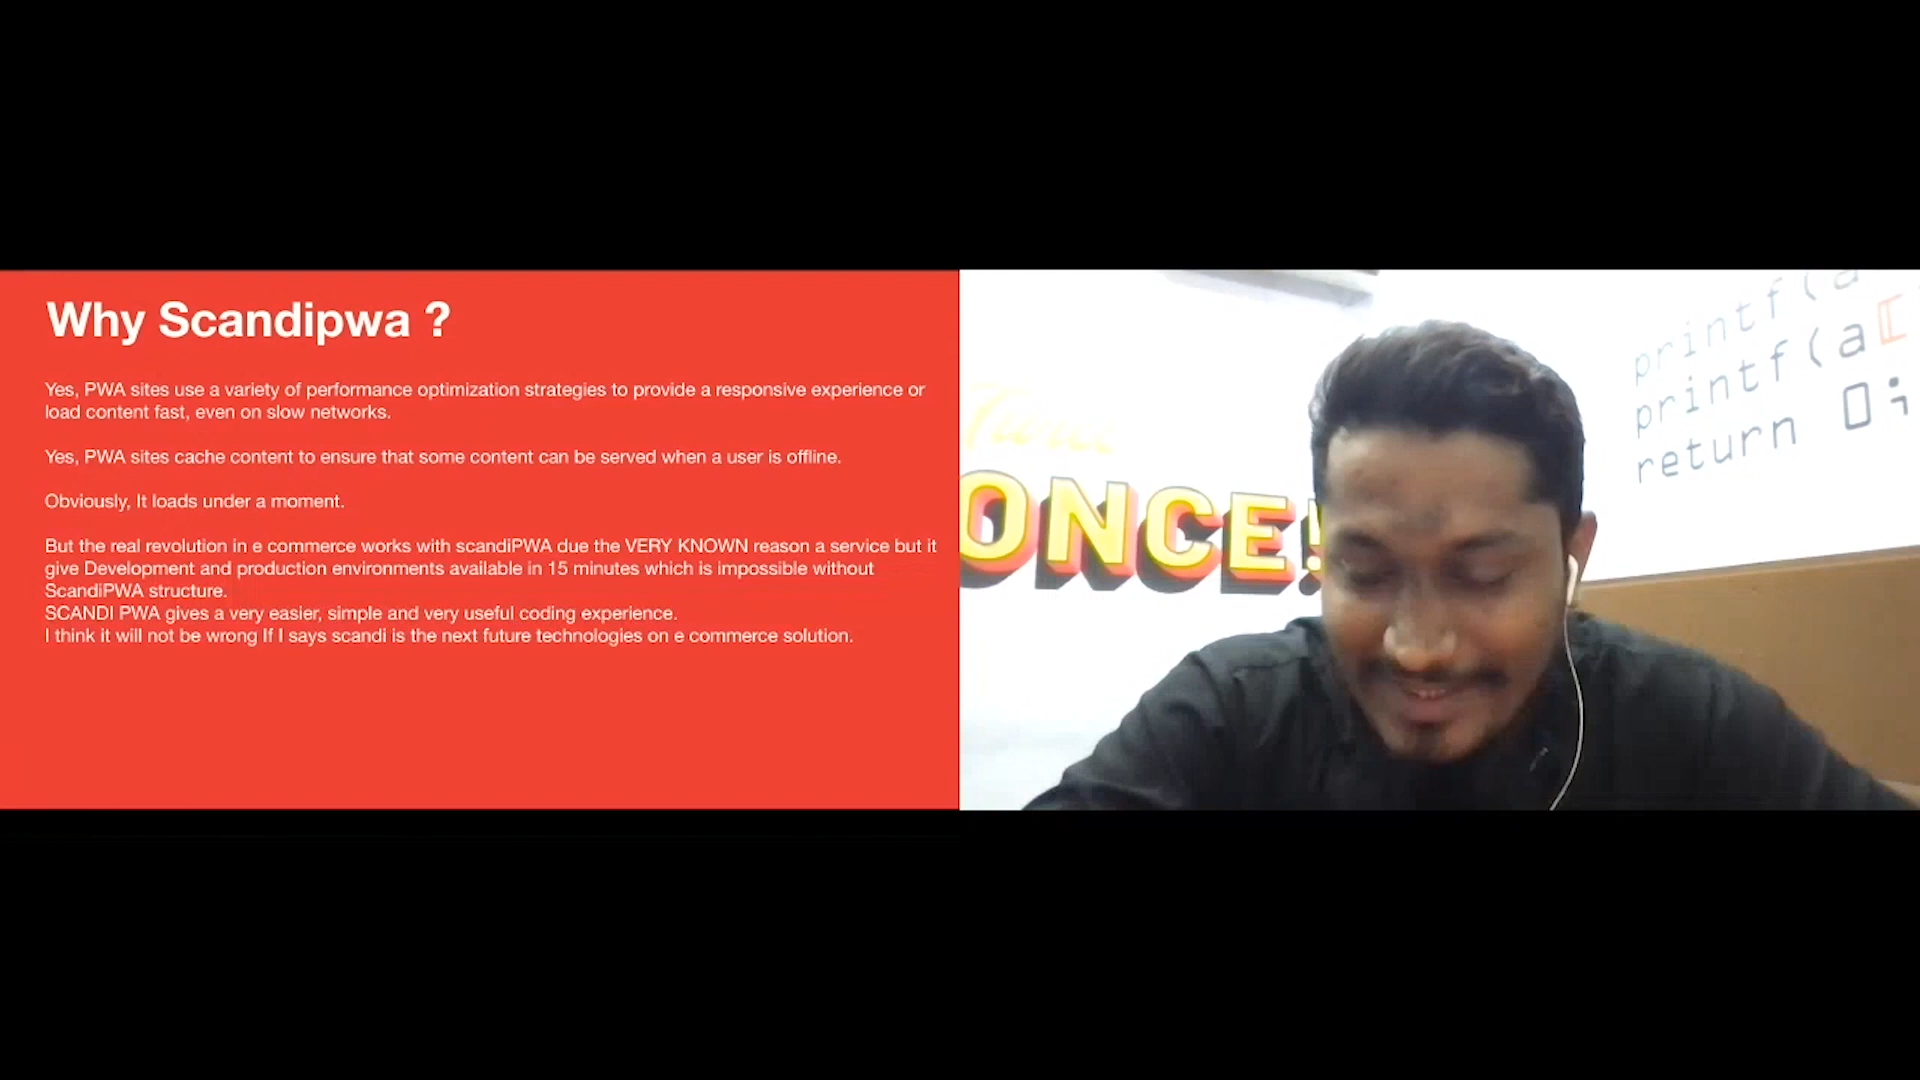 Why Scandipwa ?
Yes, PWA sites use a variety of performance optimization strategies to provide a responsive experience or
load content fast, even on slow networks.
Yes, PWA sites cache content to ensure that some content can be served when a user is offline.
Obviously, It loads under a moment.
But the real revolution in e commerce works with scandiPWA due the VERY KNOWN reason a service but it
give Development and production environments available in 15 minutes which is impossible without
ScandiPWA structure.
SCANDI PWA gives a very easier, simple and very useful coding experience.
I think it will not be wrong If I says scandi is the next future technologies on e commerce solution.
ONCE!
printf(a
printf(a[
return 0;